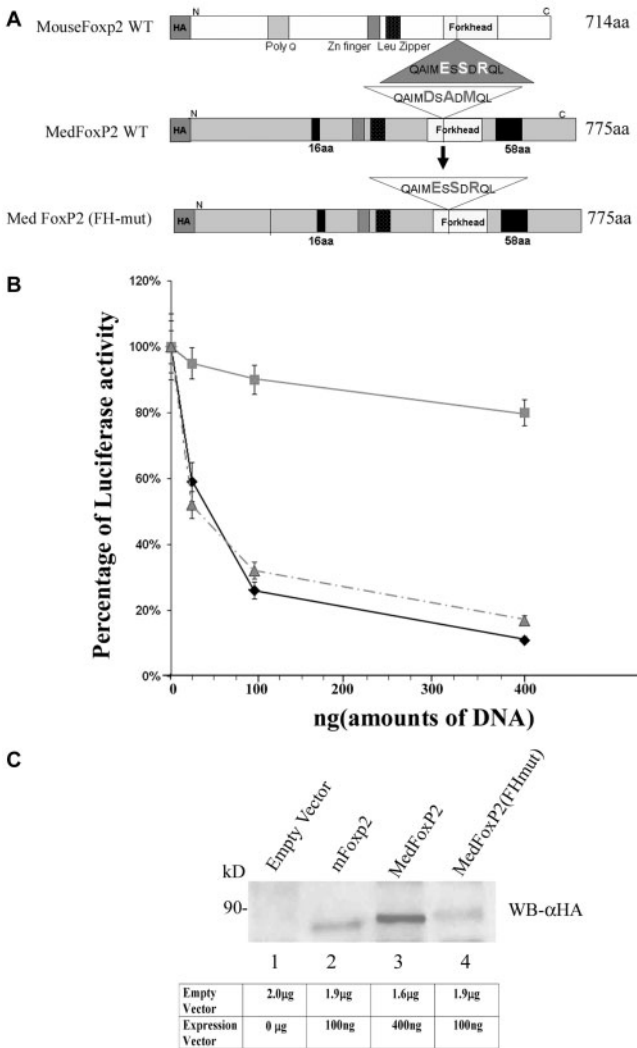 A
MouseFoxp2 WT
HA
N
C
Forkhead
714aa
Poly Q
Zn finger
Leu Zipper
QAIMESSDRQL
QAIMDSADMQL
MedFoxP2 WT
HA
N
C
Forkhead
775aa
16aa
58aa
QAIMESSDRQL
Med FoxP2 (FH-mut)
HA
N
Forkhead
775aa
16aa
58aa
B
Percentage of Luciferase activity
120%
100%
80%
60%
40%
20%
0%
0 100 200 300 400
ng(amounts of DNA)
C
Empty Vector
mFoxp2
MedFoxP2
MedFoxP2(FHmut)
kD
90-
WB-αHA
1 2 3 4
Empty Vector 2.0µg 1.9µg 1.6µg 1.9µg
Expression Vector 0 µg 100ng 400ng 100ng